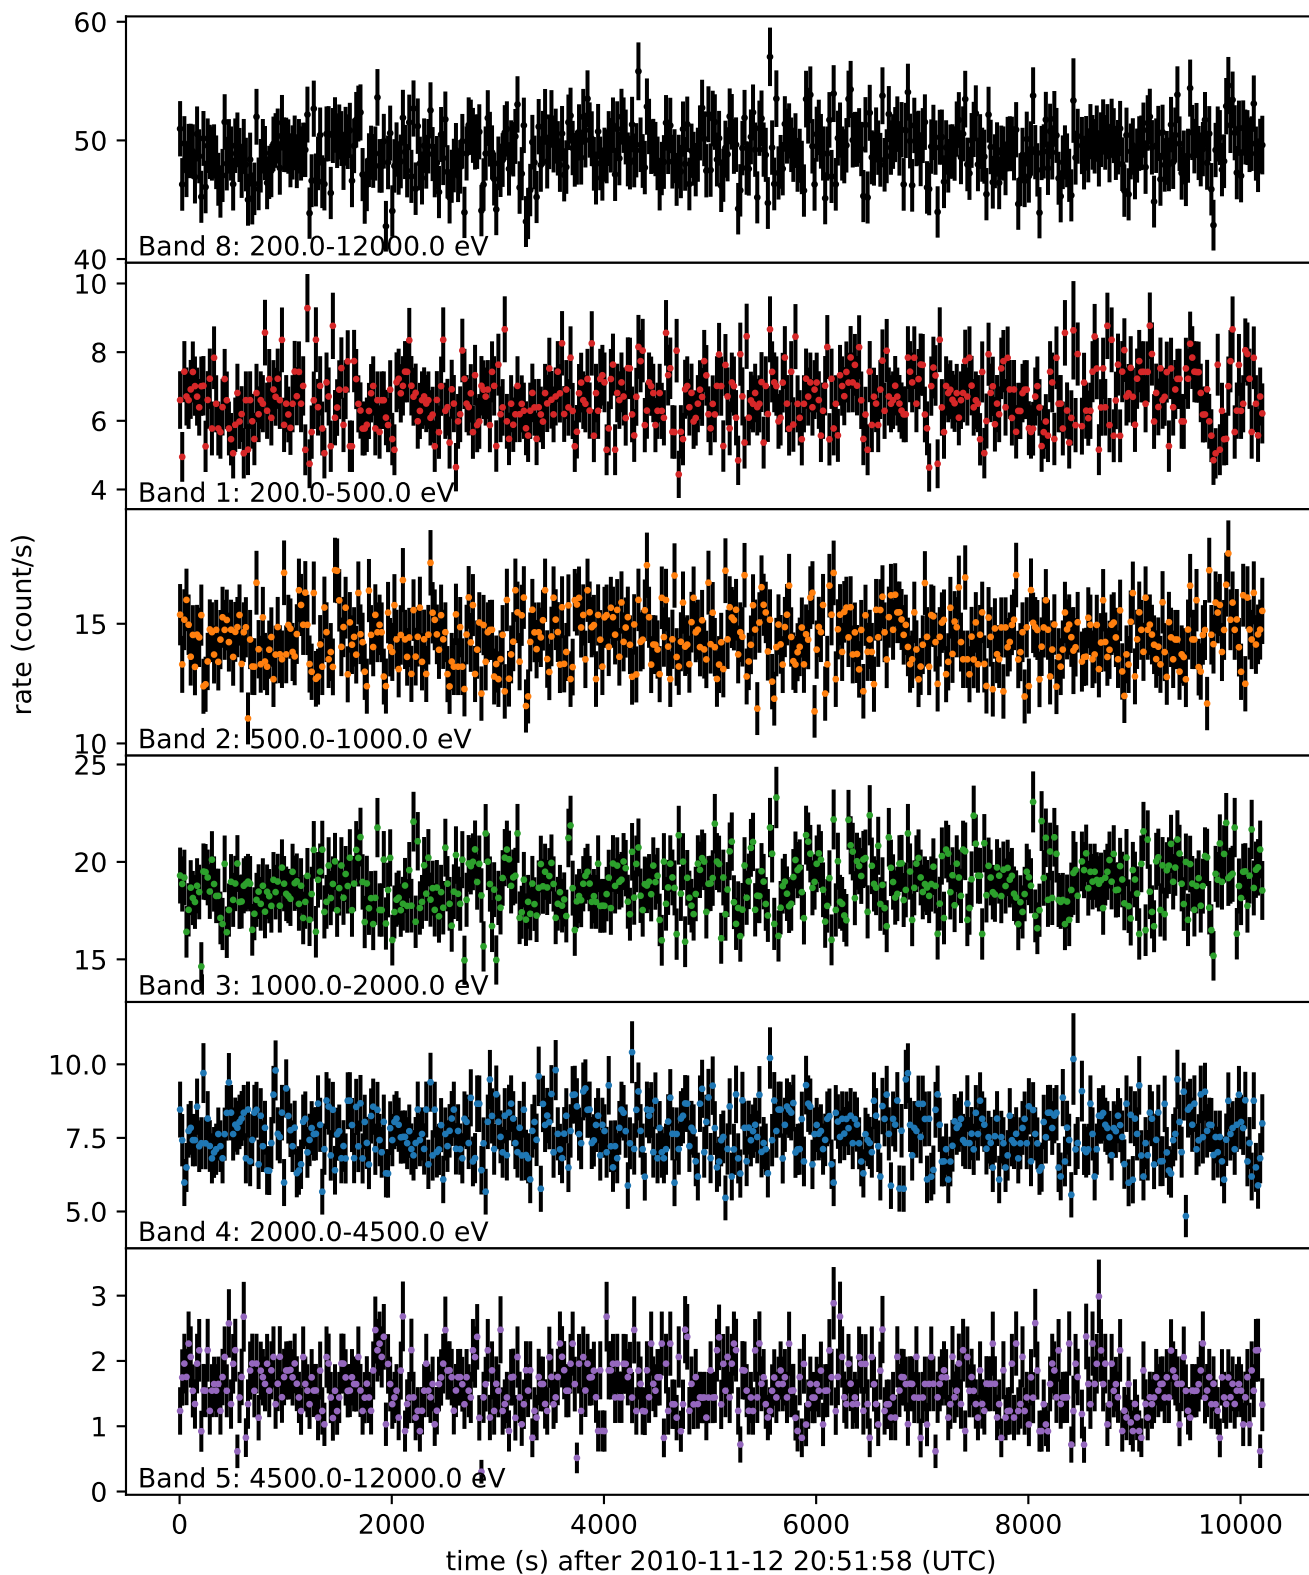 60
50
40
Band 8: 200.0-12000.0 eV
10
8
6
4
Band 1: 200.0-500.0 eV
15
10
Band 2: 500.0-1000.0 eV
rate (count/s)
25
20
15
Band 3: 1000.0-2000.0 eV
10.0
7.5
5.0
Band 4: 2000.0-4500.0 eV
3
2
1
0
Band 5: 4500.0-12000.0 eV
0 2000 4000 6000 8000 10000
time (s) after 2010-11-12 20:51:58 (UTC)